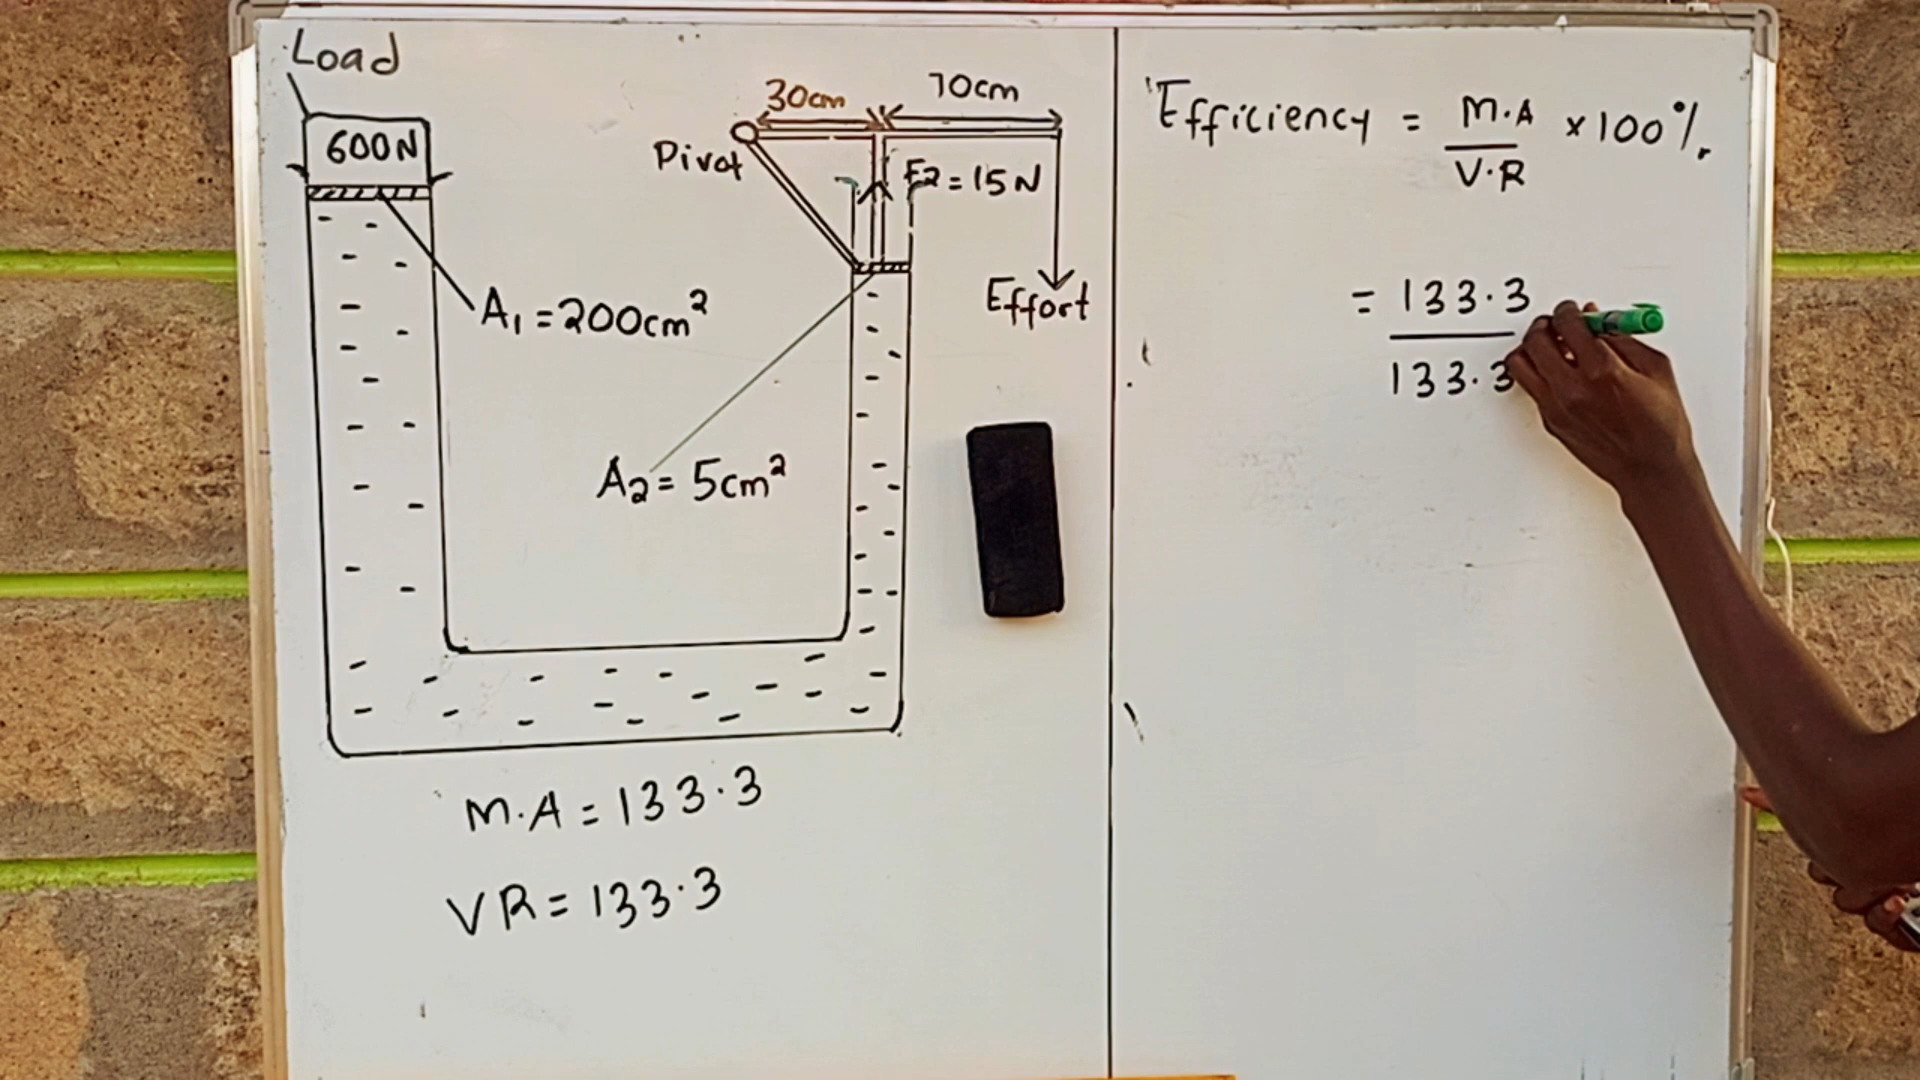 Load
600N
30cm
70cm
Pivot
F2 = 15N
Effort
A₁ = 200cm²
A₂ = 5cm²
M.A = 133.3
VR = 133.3
Efficiency = M.A / V.R × 100%
= 133.3
133.3